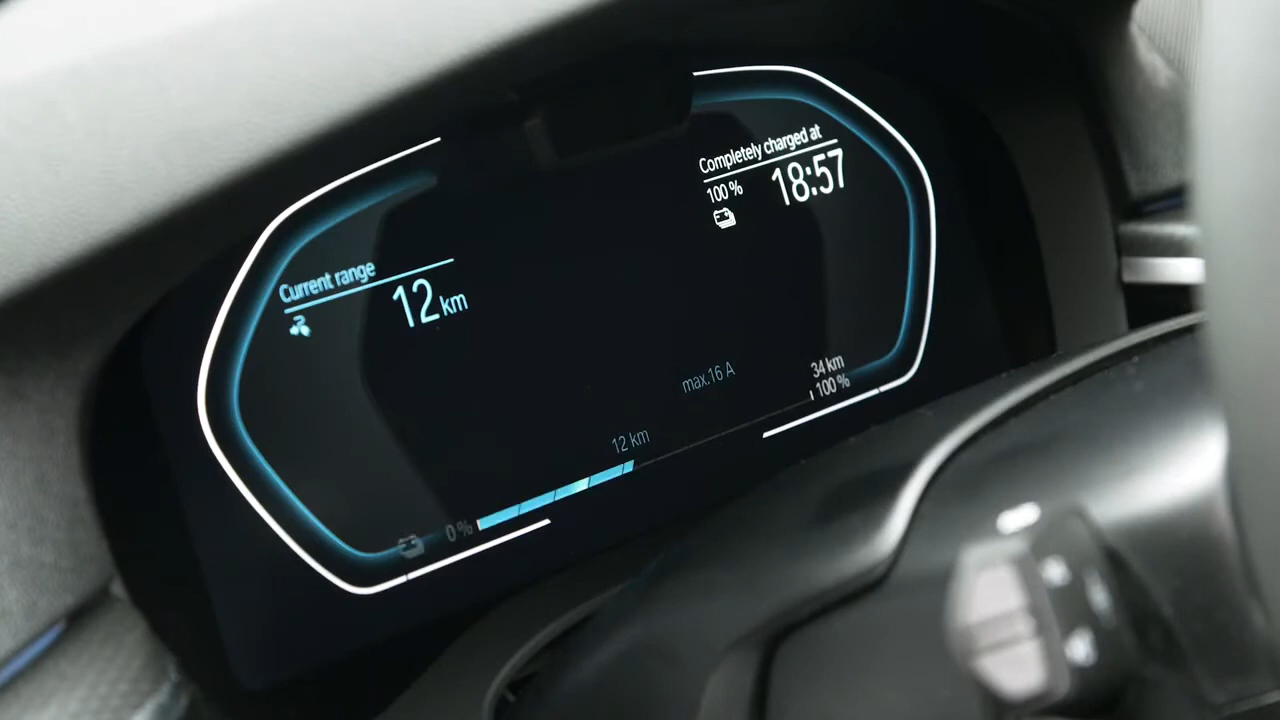 Completely charged at
100 % 18:57
Current range
12 km
max.16 A
34 km
100 %
12 km
0 %